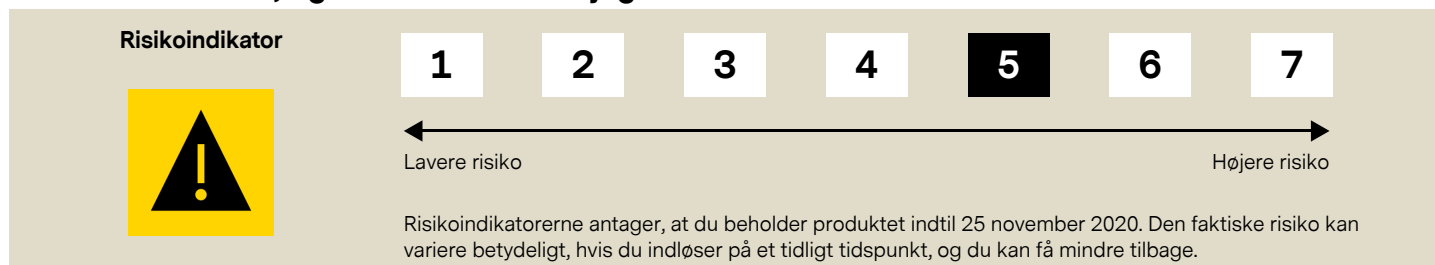 Risikoindikator
1 2 3 4 5 6 7
Lavere risiko Højere risiko
Risikoindikatorerne antager, at du beholder produktet indtil 25 november 2020. Den faktiske risiko kan
variere betydeligt, hvis du indløser på et tidligt tidspunkt, og du kan få mindre tilbage.